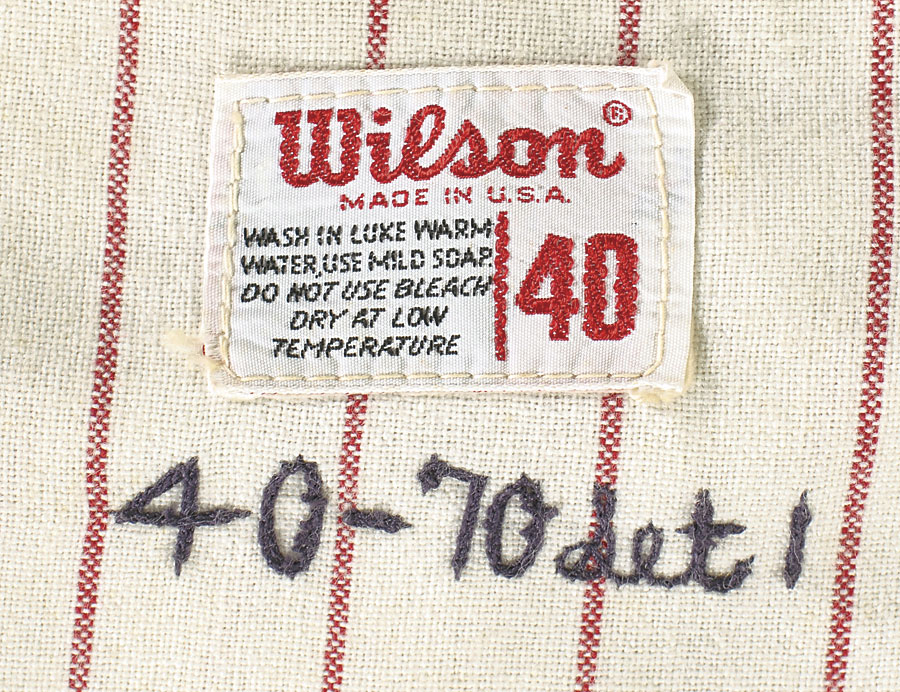 Wilson®
MADE IN U.S.A.
WASH IN LUKE WARM
WATER, USE MILD SOAP
DO NOT USE BLEACH
DRY AT LOW
TEMPERATURE
40
40-70 det 1